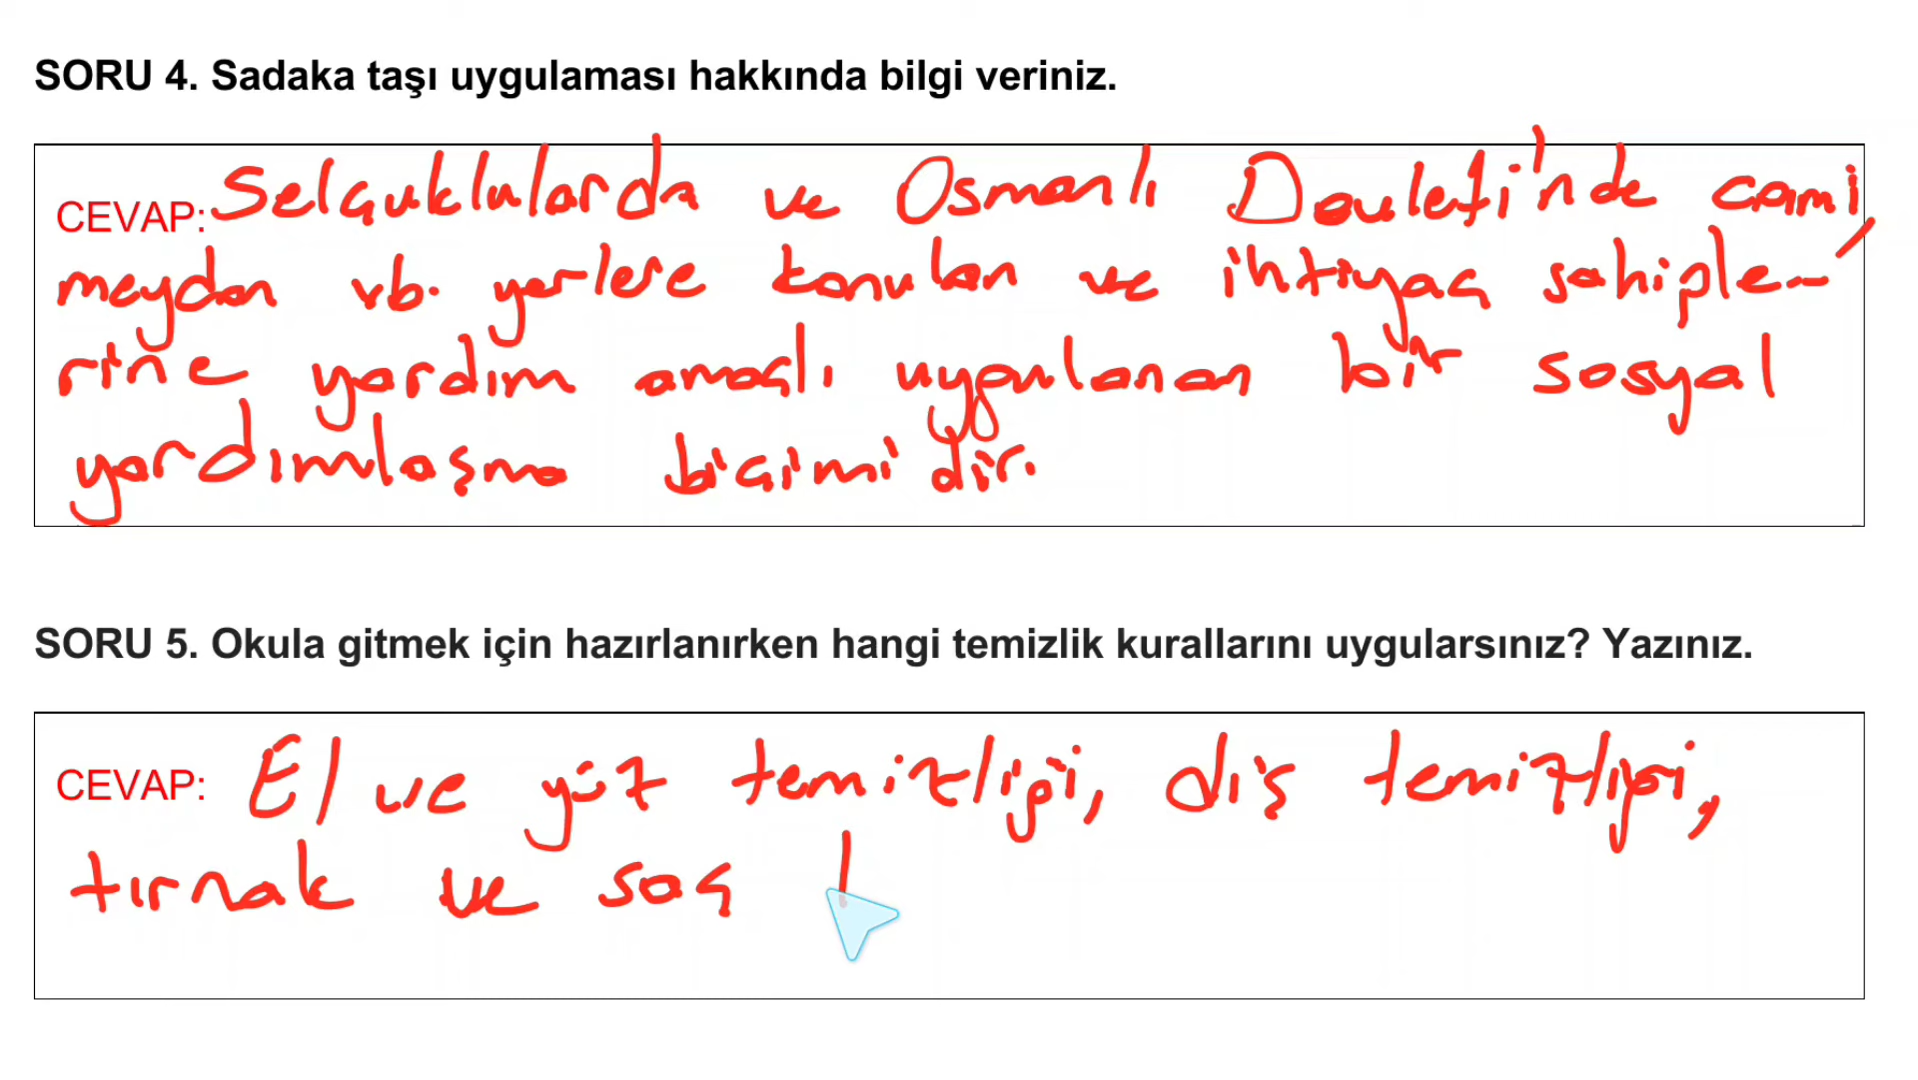 SORU 4. Sadaka taşı uygulaması hakkında bilgi veriniz.
CEVAP: Selçuklularda ve Osmanlı Devleti'nde cami,
meydan vb. yerlere konulan ve ihtiyaç sahiple-
rine yardım amaçlı uygulanan bir sosyal
yardımlaşma biçimidir.
SORU 5. Okula gitmek için hazırlanırken hangi temizlik kurallarını uygularsınız? Yazınız.
CEVAP: El ve yüz temizliği, diş temizliği,
tırnak ve saç